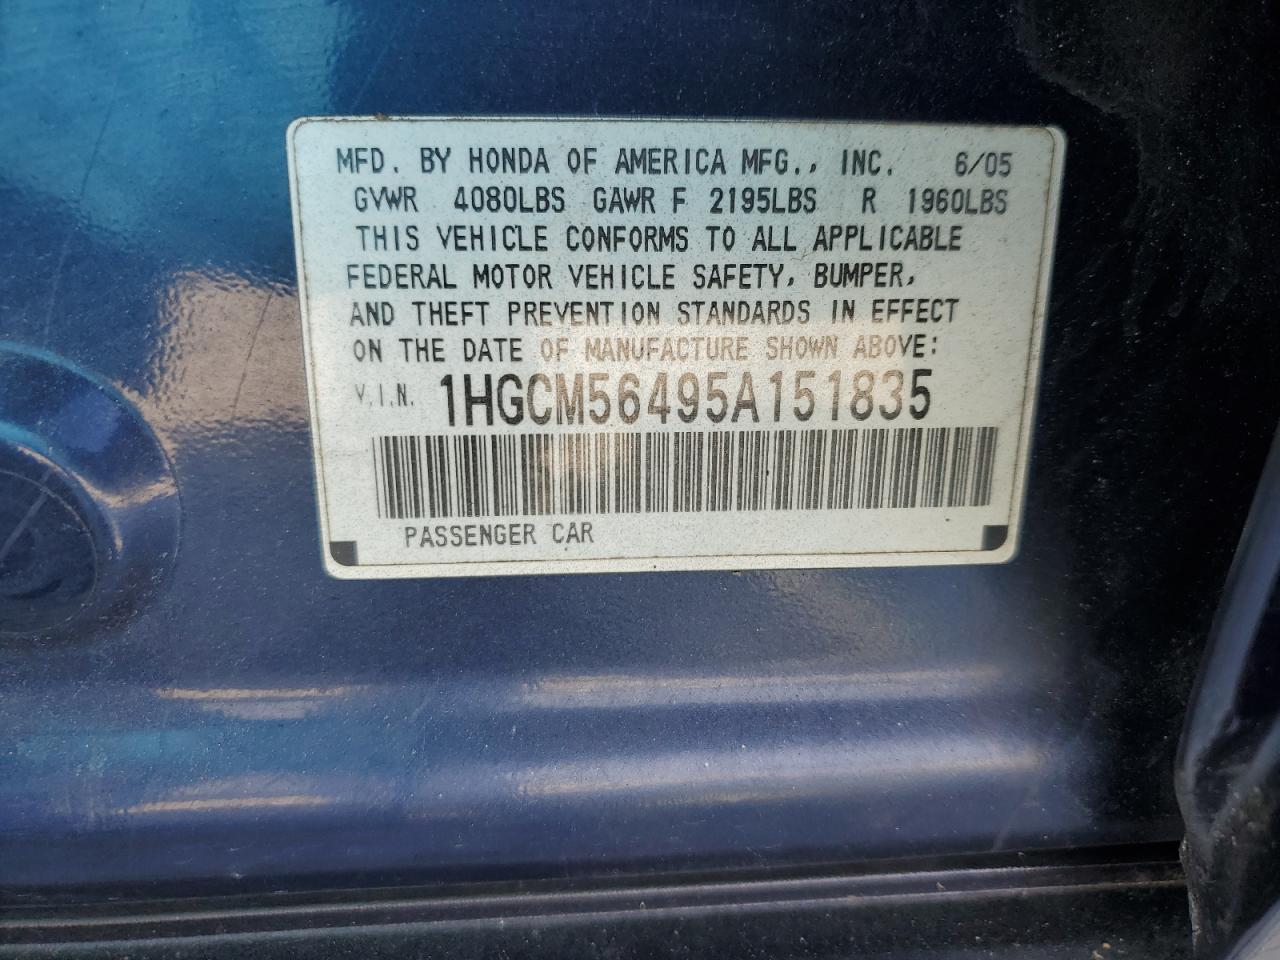 MFD. BY HONDA OF AMERICA MFG., INC. 6/05
GVWR 4080LBS GAWR F 2195LBS R 1960LBS
THIS VEHICLE CONFORMS TO ALL APPLICABLE
FEDERAL MOTOR VEHICLE SAFETY, BUMPER,
AND THEFT PREVENTION STANDARDS IN EFFECT
ON THE DATE OF MANUFACTURE SHOWN ABOVE:
V.I.N. 1HGCM56495A151835
PASSENGER CAR